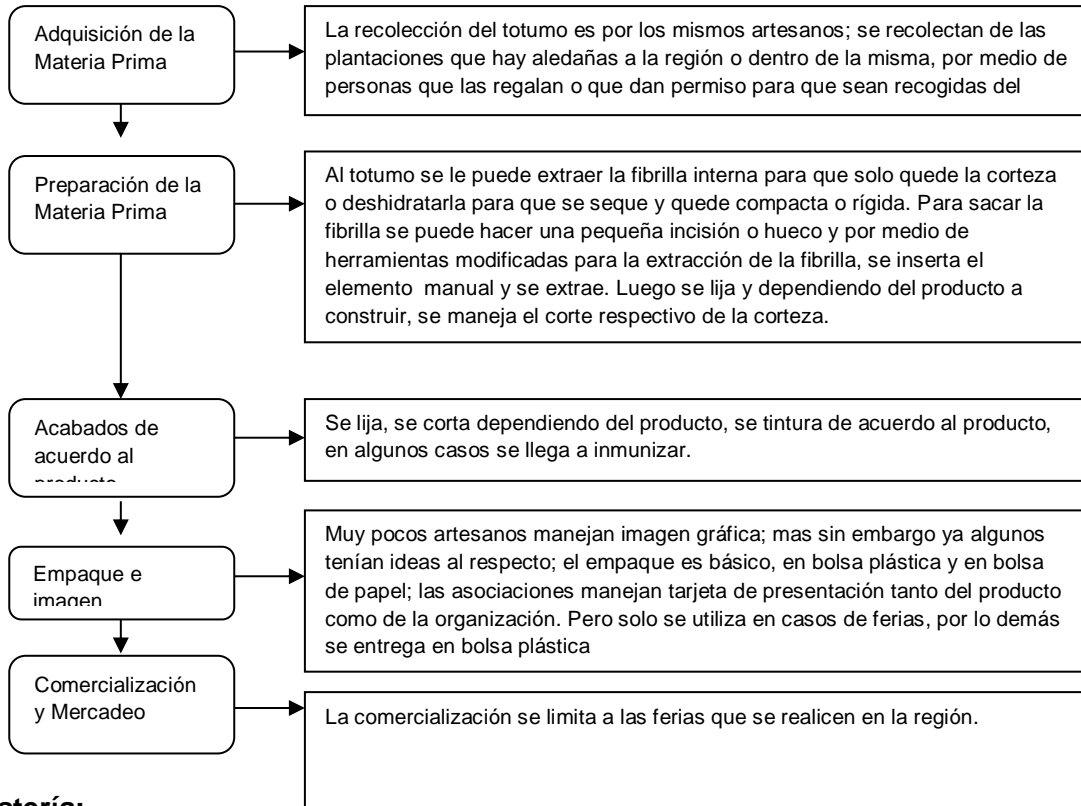 Adquisición de la
Materia Prima
La recolección del totumo es por los mismos artesanos; se recolectan de las
plantaciones que hay aledañas a la región o dentro de la misma, por medio de
personas que las regalan o que dan permiso para que sean recogidas del
Preparación de la
Materia Prima
Al totumo se le puede extraer la fibrilla interna para que solo quede la corteza
o deshidratarla para que se seque y quede compacta o rígida. Para sacar la
fibrilla se puede hacer una pequeña incisión o hueco y por medio de
herramientas modificadas para la extracción de la fibrilla, se inserta el
elemento  manual y se extrae. Luego se lija y dependiendo del producto a
construir, se maneja el corte respectivo de la corteza.
Acabados de
acuerdo al
producto
Se lija, se corta dependiendo del producto, se tintura de acuerdo al producto,
en algunos casos se llega a inmunizar.
Empaque e
imagen
Muy pocos artesanos manejan imagen gráfica; mas sin embargo ya algunos
tenían ideas al respecto; el empaque es básico, en bolsa plástica y en bolsa
de papel; las asociaciones manejan tarjeta de presentación tanto del producto
como de la organización. Pero solo se utiliza en casos de ferias, por lo demás
se entrega en bolsa plástica
Comercialización
y Mercadeo
La comercialización se limita a las ferias que se realicen en la región.